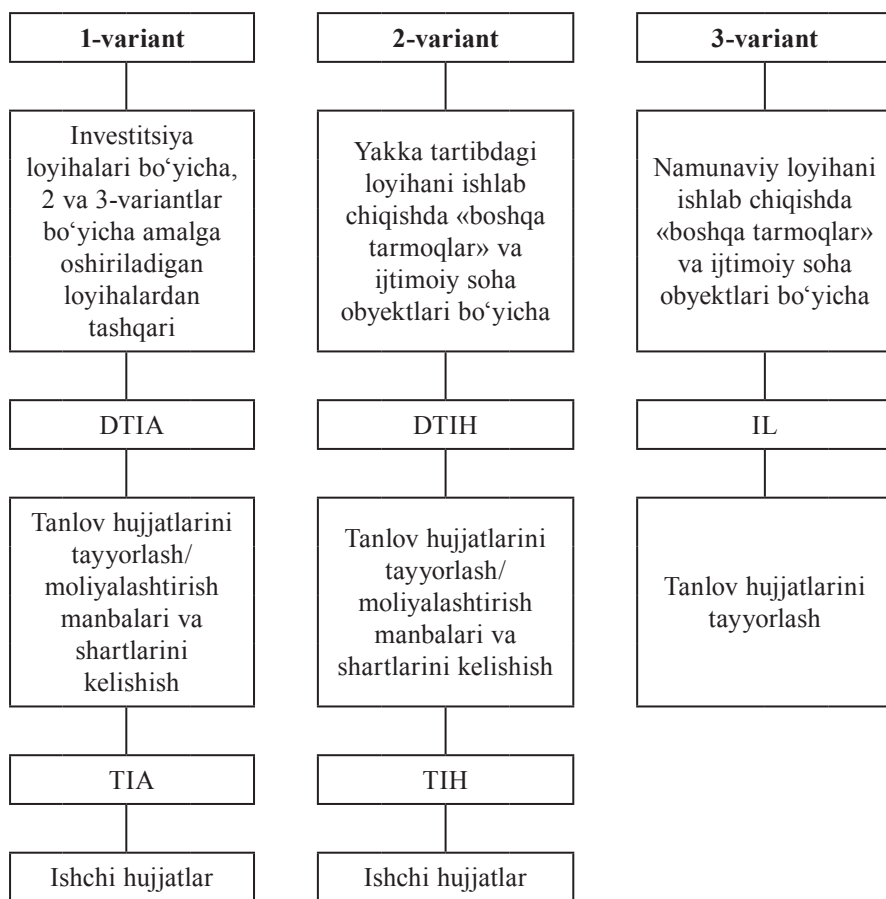 1-variant
Investitsiya
loyihalari bo‘yicha,
2 va 3-variantlar
bo‘yicha amalga
oshiriladigan
loyihalardan
tashqari
DTIA
Tanlov hujjatlarini
tayyorlash/
moliyalashtirish
manbalari va
shartlarini
kelishish
TIA
Ishchi hujjatlar
2-variant
Yakka tartibdagi
loyihani ishlab
chiqishda «boshqa
tarmoqlar» va
ijtimoiy soha
obyektlari bo‘yicha
DTIH
Tanlov hujjatlarini
tayyorlash/
moliyalashtirish
manbalari va
shartlarini kelishish
TIH
Ishchi hujjatlar
3-variant
Namunaviy loyihani
ishlab chiqishda
«boshqa tarmoqlar»
va ijtimoiy soha
obyektlari bo‘yicha
IL
Tanlov hujjatlarini
tayyorlash